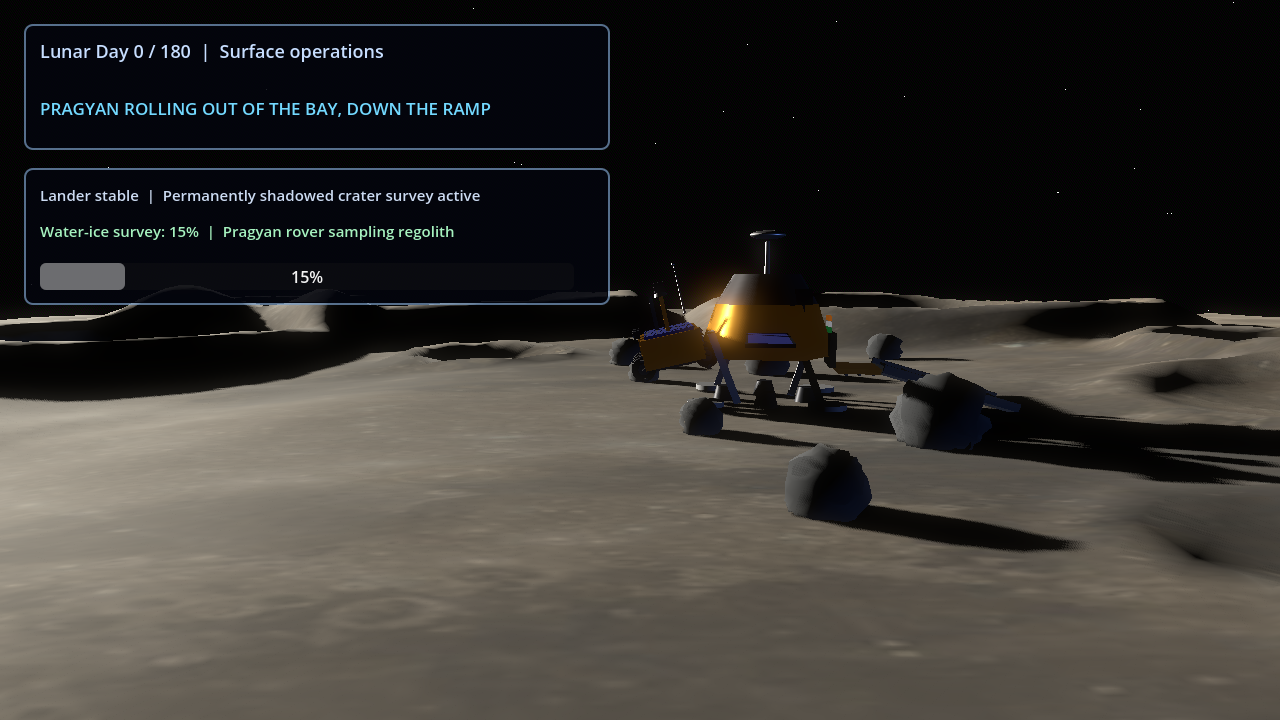 Lunar Day 0 / 180 | Surface operations
PRAGYAN ROLLING OUT OF THE BAY, DOWN THE RAMP
Lander stable | Permanently shadowed crater survey active
Water-ice survey: 15% | Pragyan rover sampling regolith
15%